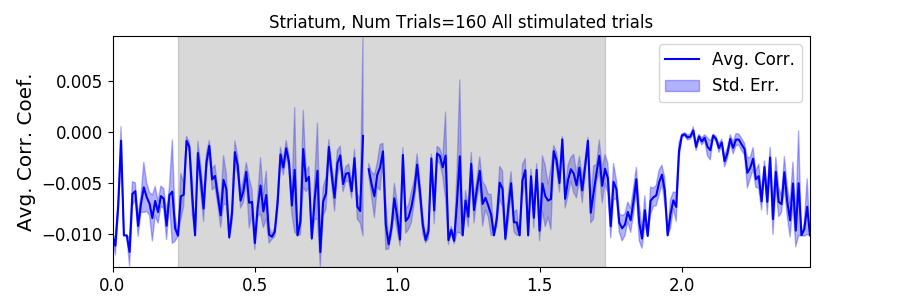 Striatum, Num Trials=160 All stimulated trials
Avg. Corr. Coef.
0.005
0.000
−0.005
−0.010
Avg. Corr.
Std. Err.
0.0 0.5 1.0 1.5 2.0